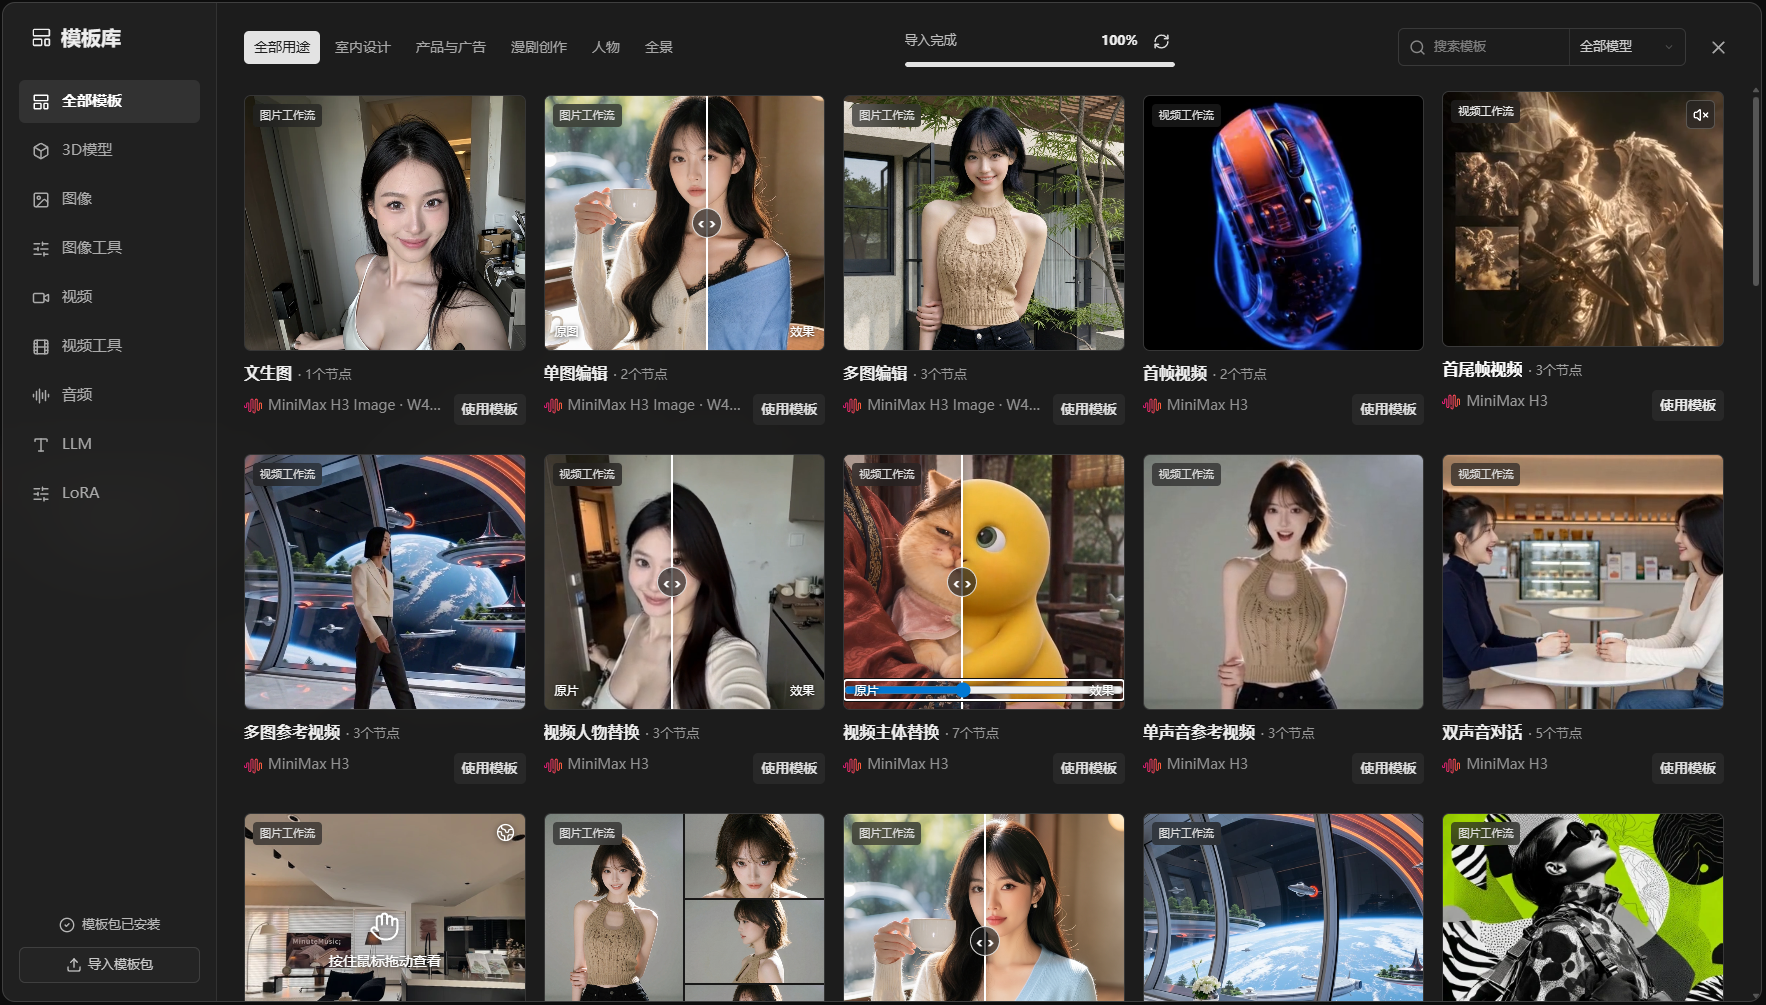 模板库
全部模板
3D模型
图像
图像工具
视频
视频工具
音频
LLM
LoRA
模板包已安装
导入模板包
全部用途 室内设计 产品与广告 漫剧创作 人物 全景
导入完成 100%
搜索模板 全部模型
图片工作流
文生图 · 1个节点
MiniMax H3 Image · W4...
使用模板
图片工作流
原图 效果
单图编辑 · 2个节点
MiniMax H3 Image · W4...
使用模板
图片工作流
多图编辑 · 3个节点
MiniMax H3 Image · W4...
使用模板
视频工作流
首帧视频 · 2个节点
MiniMax H3
使用模板
视频工作流
首尾帧视频 · 3个节点
MiniMax H3
使用模板
视频工作流
多图参考视频 · 3个节点
MiniMax H3
使用模板
视频工作流
原片 效果
视频人物替换 · 3个节点
MiniMax H3
使用模板
视频工作流
原片 效果
视频主体替换 · 7个节点
MiniMax H3
使用模板
视频工作流
单声音参考视频 · 3个节点
MiniMax H3
使用模板
视频工作流
双声音对话 · 5个节点
MiniMax H3
使用模板
图片工作流
MinuteMusic;
按住鼠标拖动查看
图片工作流
图片工作流
图片工作流
图片工作流